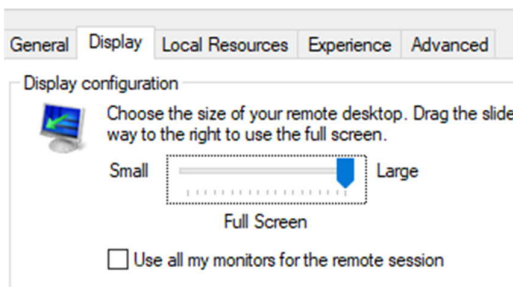 General Display Local Resources Experience Advanced
Display configuration
Choose the size of your remote desktop. Drag the slide
way to the right to use the full screen.
Small Large
Full Screen
Use all my monitors for the remote session